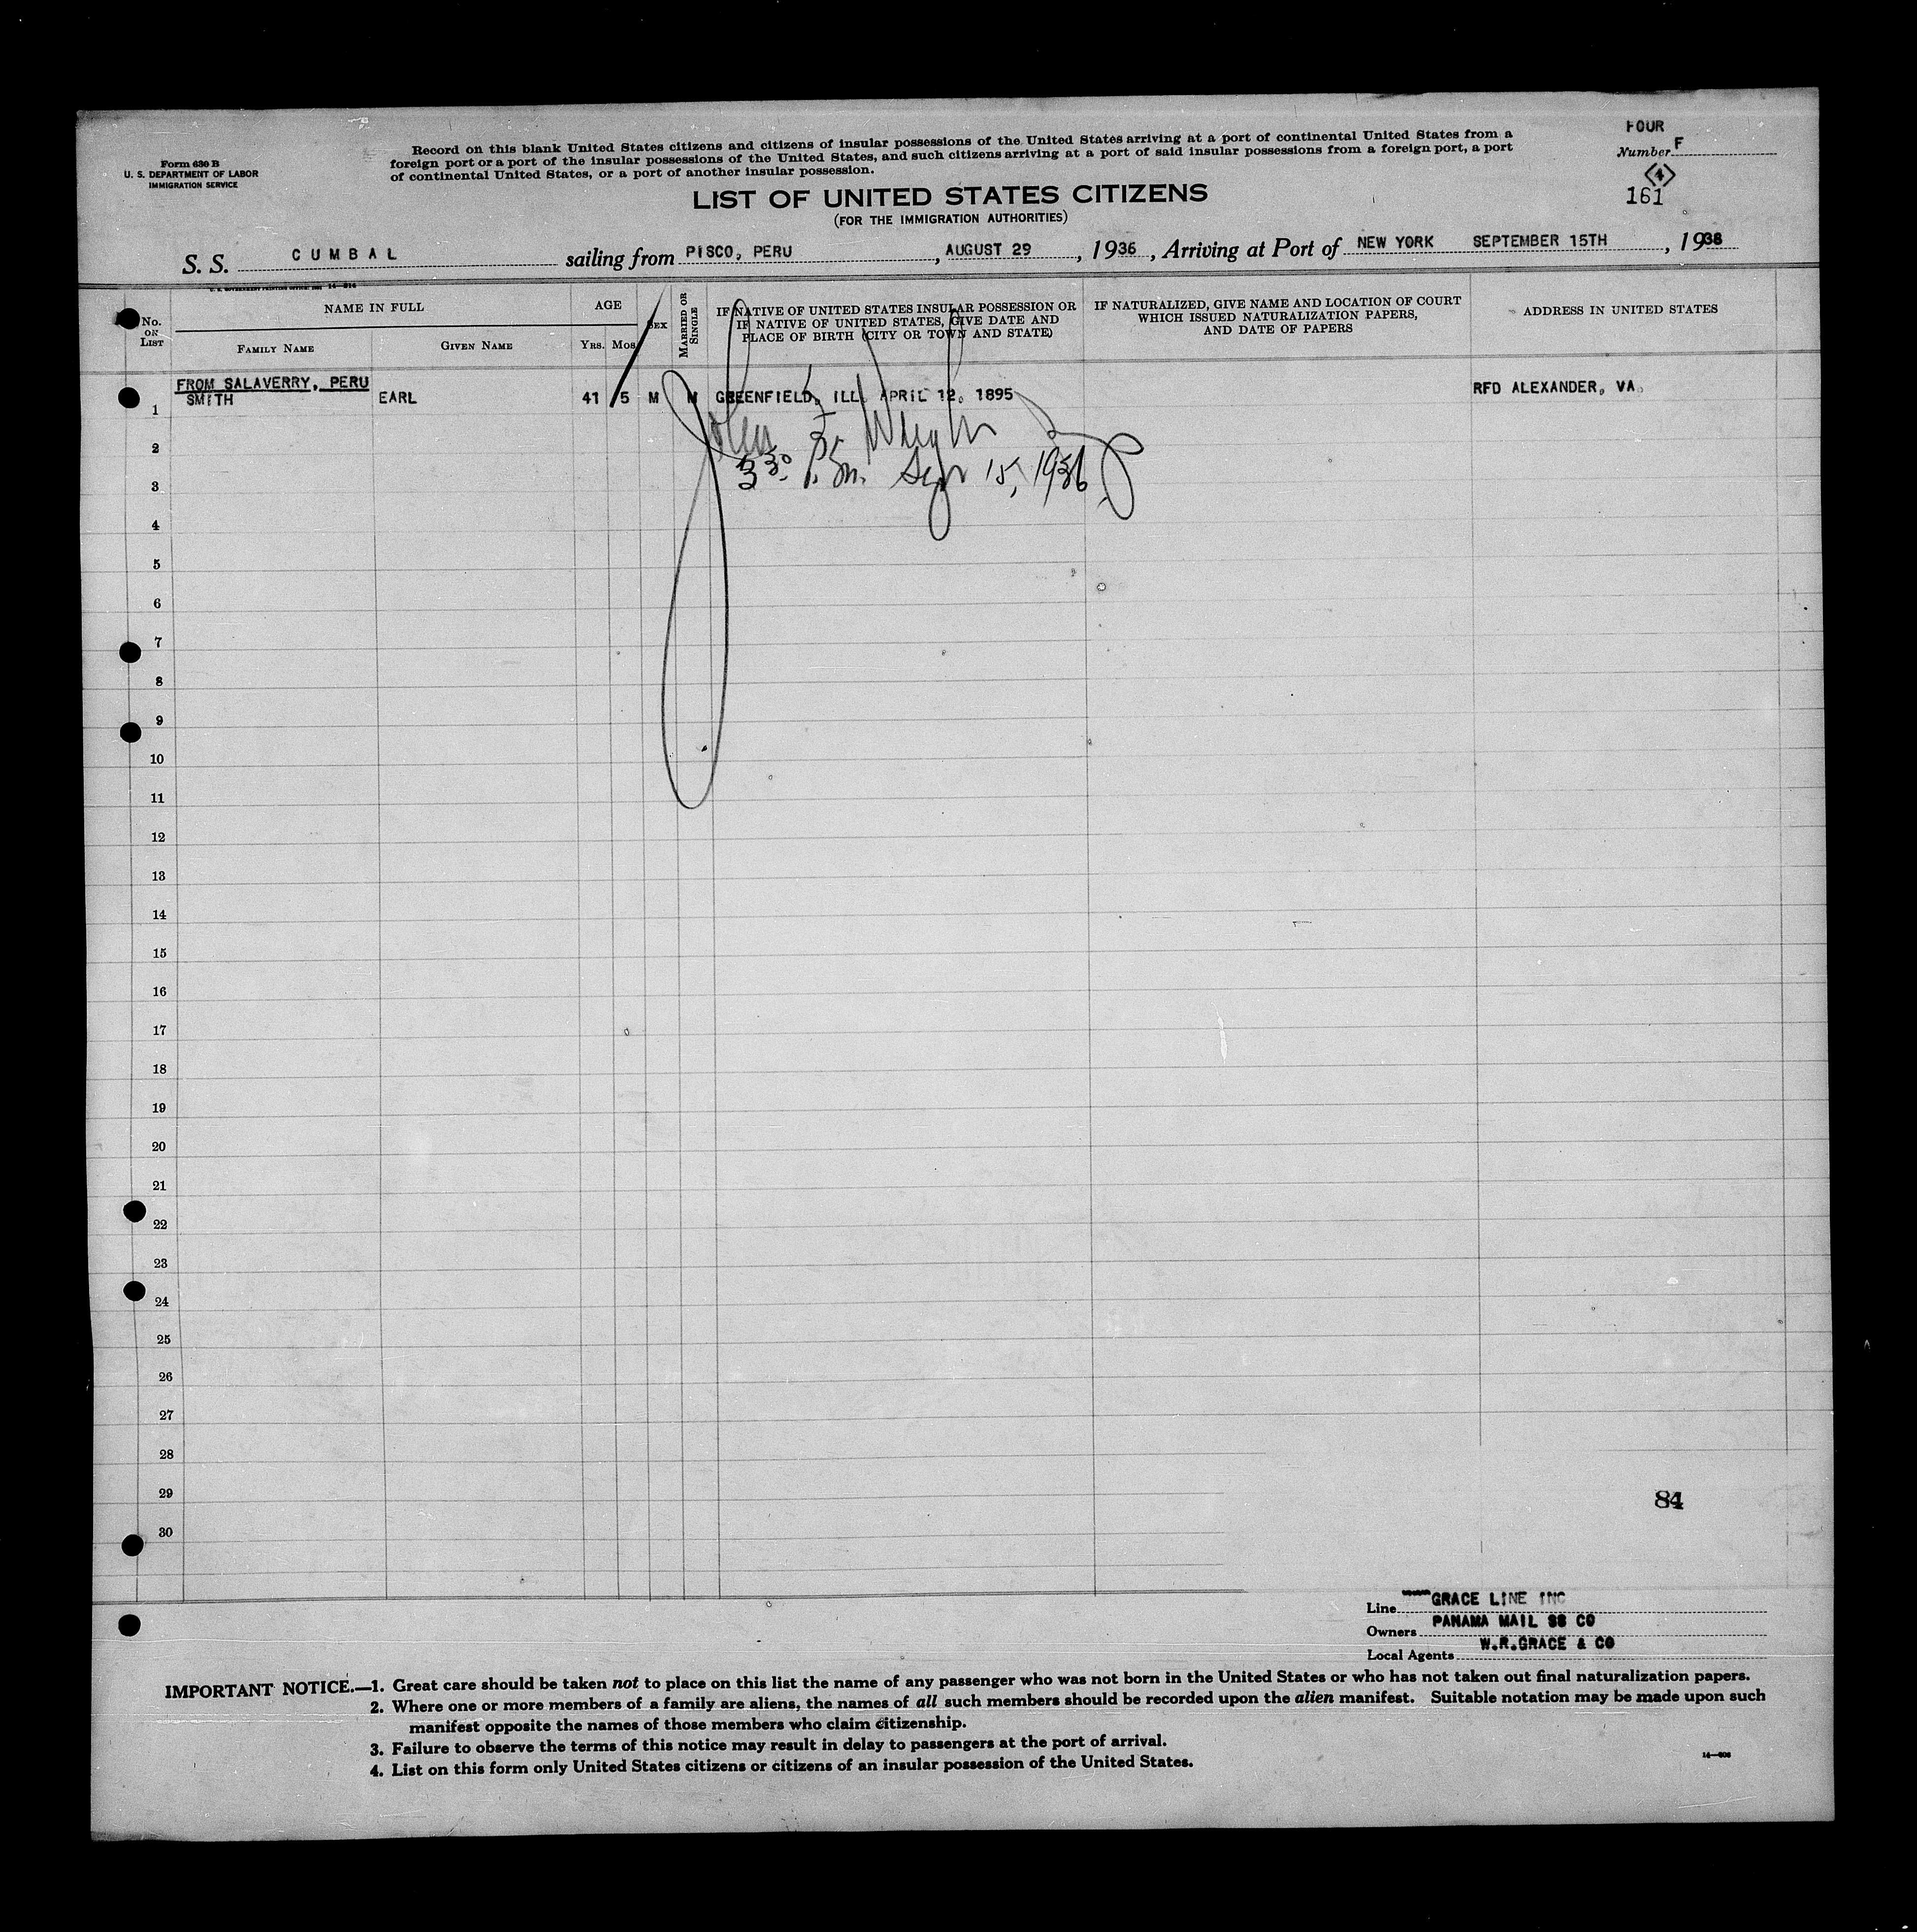 FOUR
Form 630 B
U. S. DEPARTMENT OF LABOR
IMMIGRATION SERVICE
Record on this blank United States citizens and citizens of insular possessions of the United States arriving at a port of continental United States from a
foreign port or a port of the insular possessions of the United States, and such citizens arriving at a port of said insular possessions from a foreign port, a port
of continental United States, or a port of another insular possession.
Number F
4
161
LIST OF UNITED STATES CITIZENS
(FOR THE IMMIGRATION AUTHORITIES)
S. S. CUMBAL sailing from PISCO, PERU, AUGUST 29, 1936, Arriving at Port of NEW YORK SEPTEMBER 15TH, 1936
No. ON LIST
NAME IN FULL
FAMILY NAME
GIVEN NAME
AGE
YRS. MOS.
SEX
MARRIED OR SINGLE
IF NATIVE OF UNITED STATES INSULAR POSSESSION OR
IF NATIVE OF UNITED STATES, GIVE DATE AND
PLACE OF BIRTH (CITY OR TOWN AND STATE)
IF NATURALIZED, GIVE NAME AND LOCATION OF COURT
WHICH ISSUED NATURALIZATION PAPERS,
AND DATE OF PAPERS
ADDRESS IN UNITED STATES
FROM SALAVERRY, PERU
1 SMITH EARL 41 5 M M GREENFIELD, ILL. APRIL 12, 1895 RFD ALEXANDER, VA.
John F. Wright
2
3 30 P.m. Sept 15, 1936
3
4
5
6
7
8
9
10
11
12
13
14
15
16
17
18
19
20
21
22
23
24
25
26
27
28
29
84
30
Line GRACE LINE INC
Owners PANAMA MAIL SS CO
Local Agents W.R.GRACE & CO
IMPORTANT NOTICE.—1. Great care should be taken not to place on this list the name of any passenger who was not born in the United States or who has not taken out final naturalization papers.
2. Where one or more members of a family are aliens, the names of all such members should be recorded upon the alien manifest. Suitable notation may be made upon such
manifest opposite the names of those members who claim citizenship.
3. Failure to observe the terms of this notice may result in delay to passengers at the port of arrival.
4. List on this form only United States citizens or citizens of an insular possession of the United States.